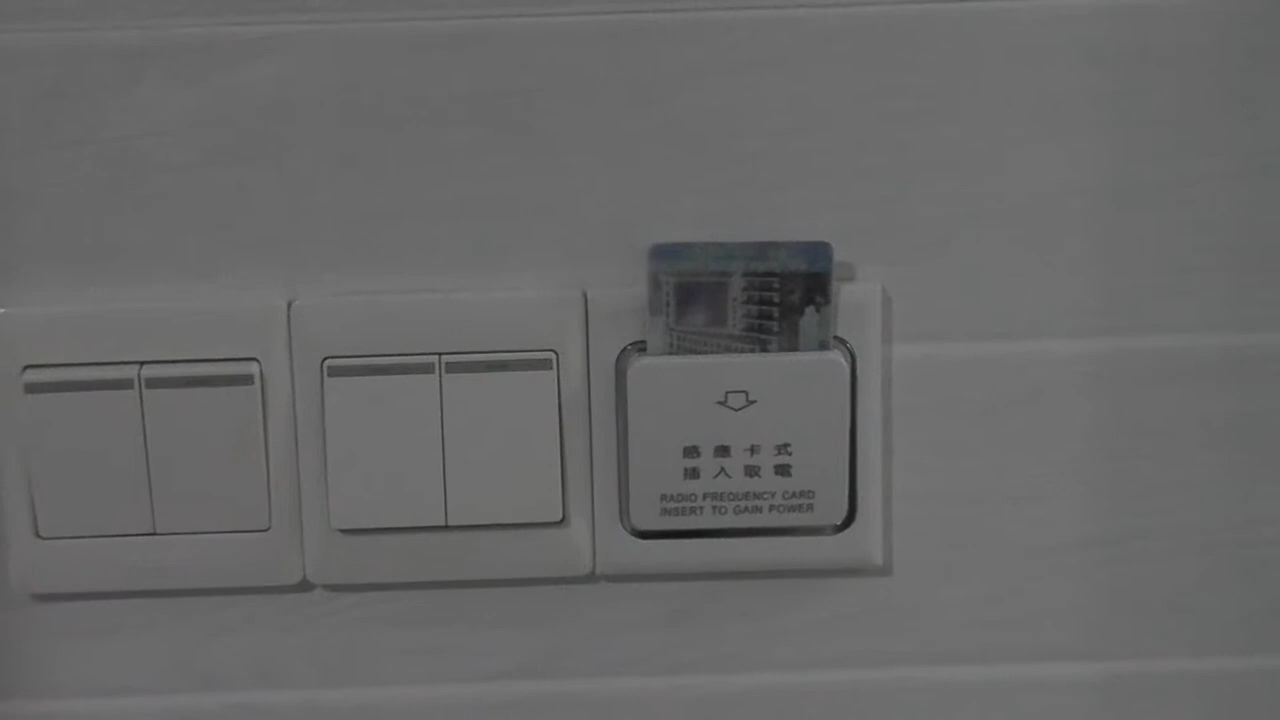 感應卡式
插入取電
RADIO FREQUENCY CARD
INSERT TO GAIN POWER